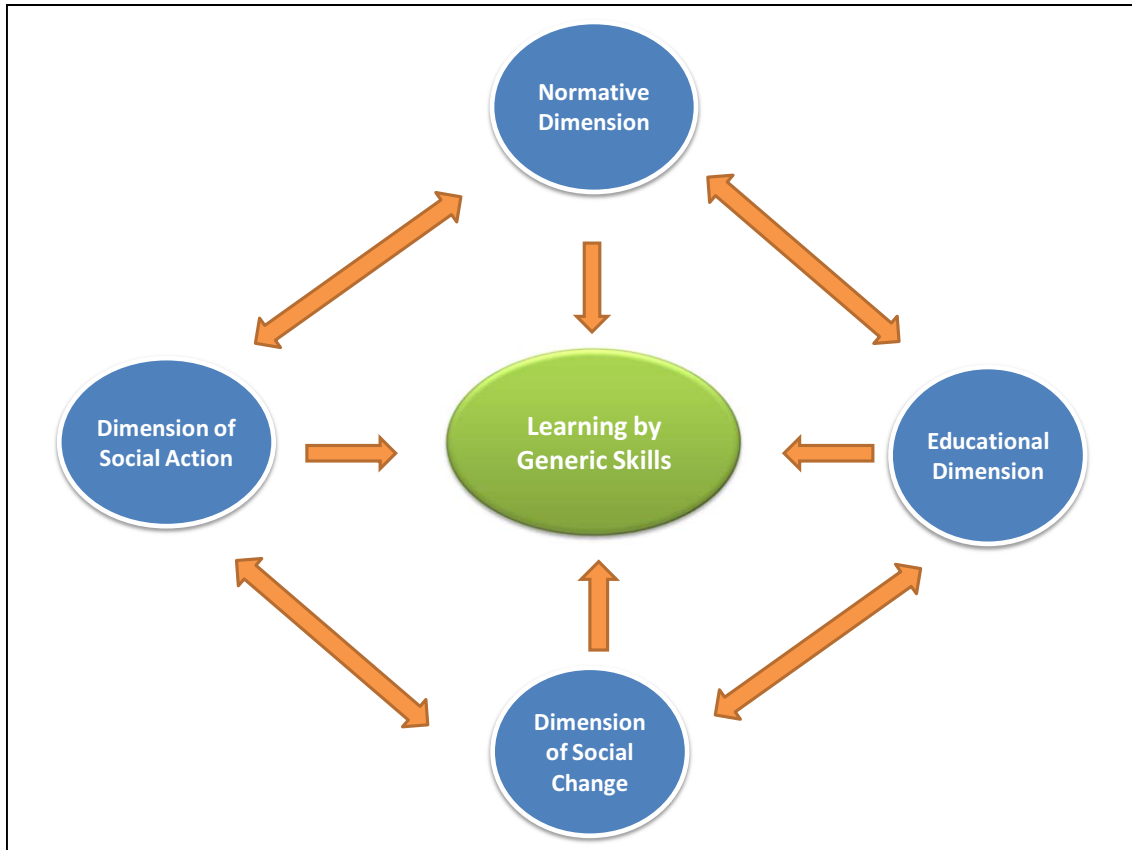 Normative
Dimension
Dimension of
Social Action
Learning by
Generic Skills
Educational
Dimension
Dimension
of Social
Change